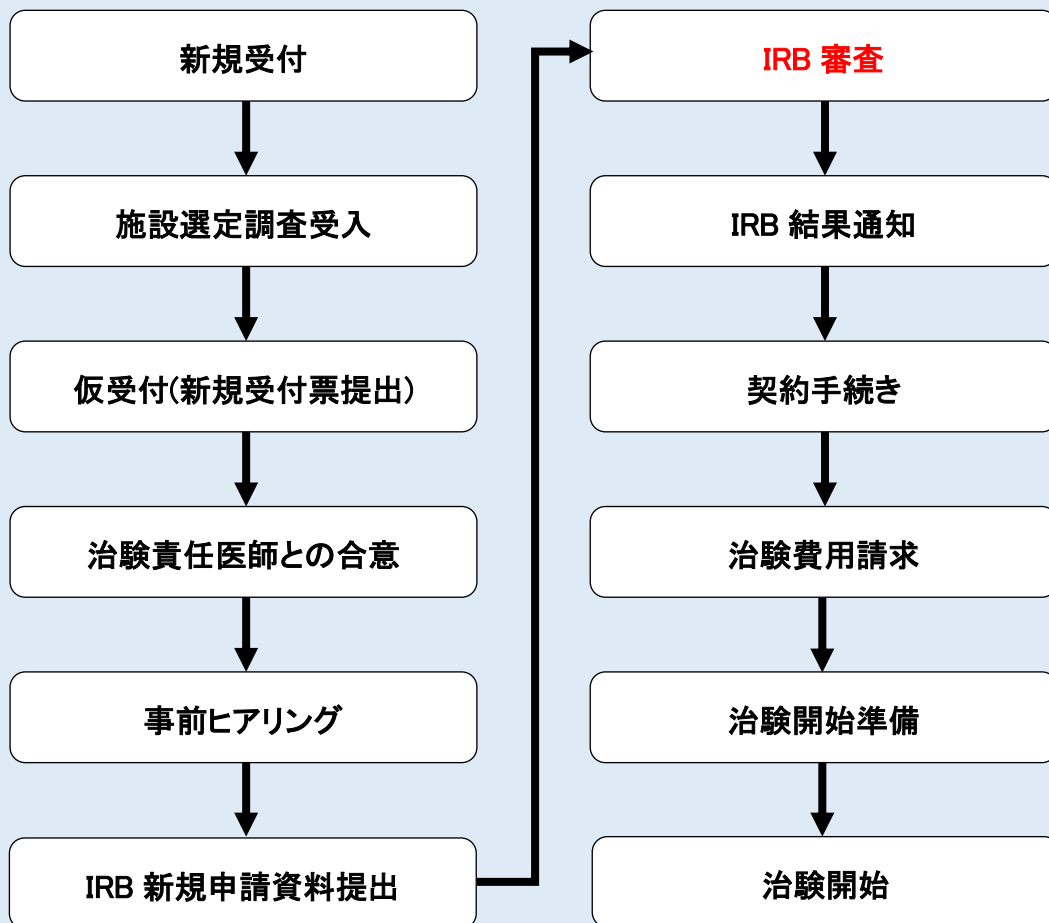 新規受付
施設選定調査受入
仮受付(新規受付票提出)
治験責任医師との合意
事前ヒアリング
IRB 新規申請資料提出
IRB 審査
IRB 結果通知
契約手続き
治験費用請求
治験開始準備
治験開始